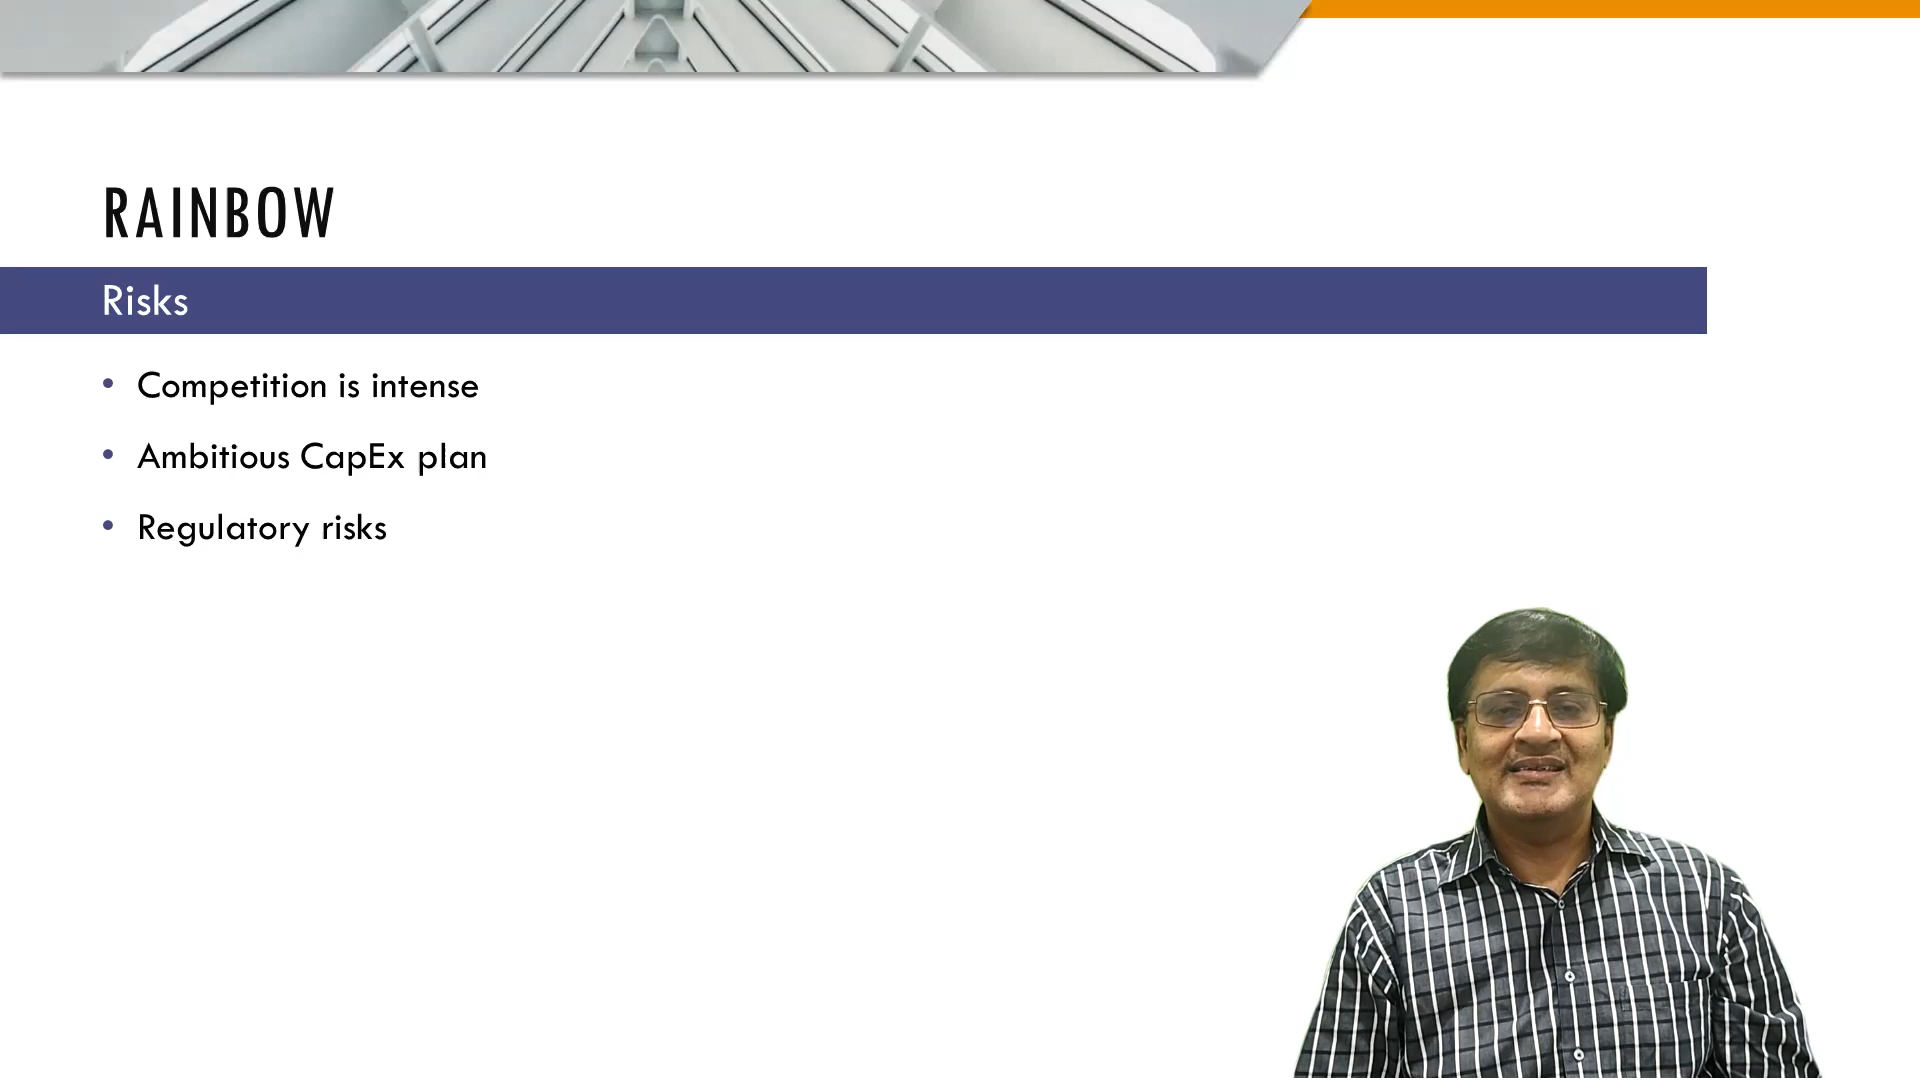 RAINBOW
Risks
• Competition is intense
• Ambitious CapEx plan
• Regulatory risks